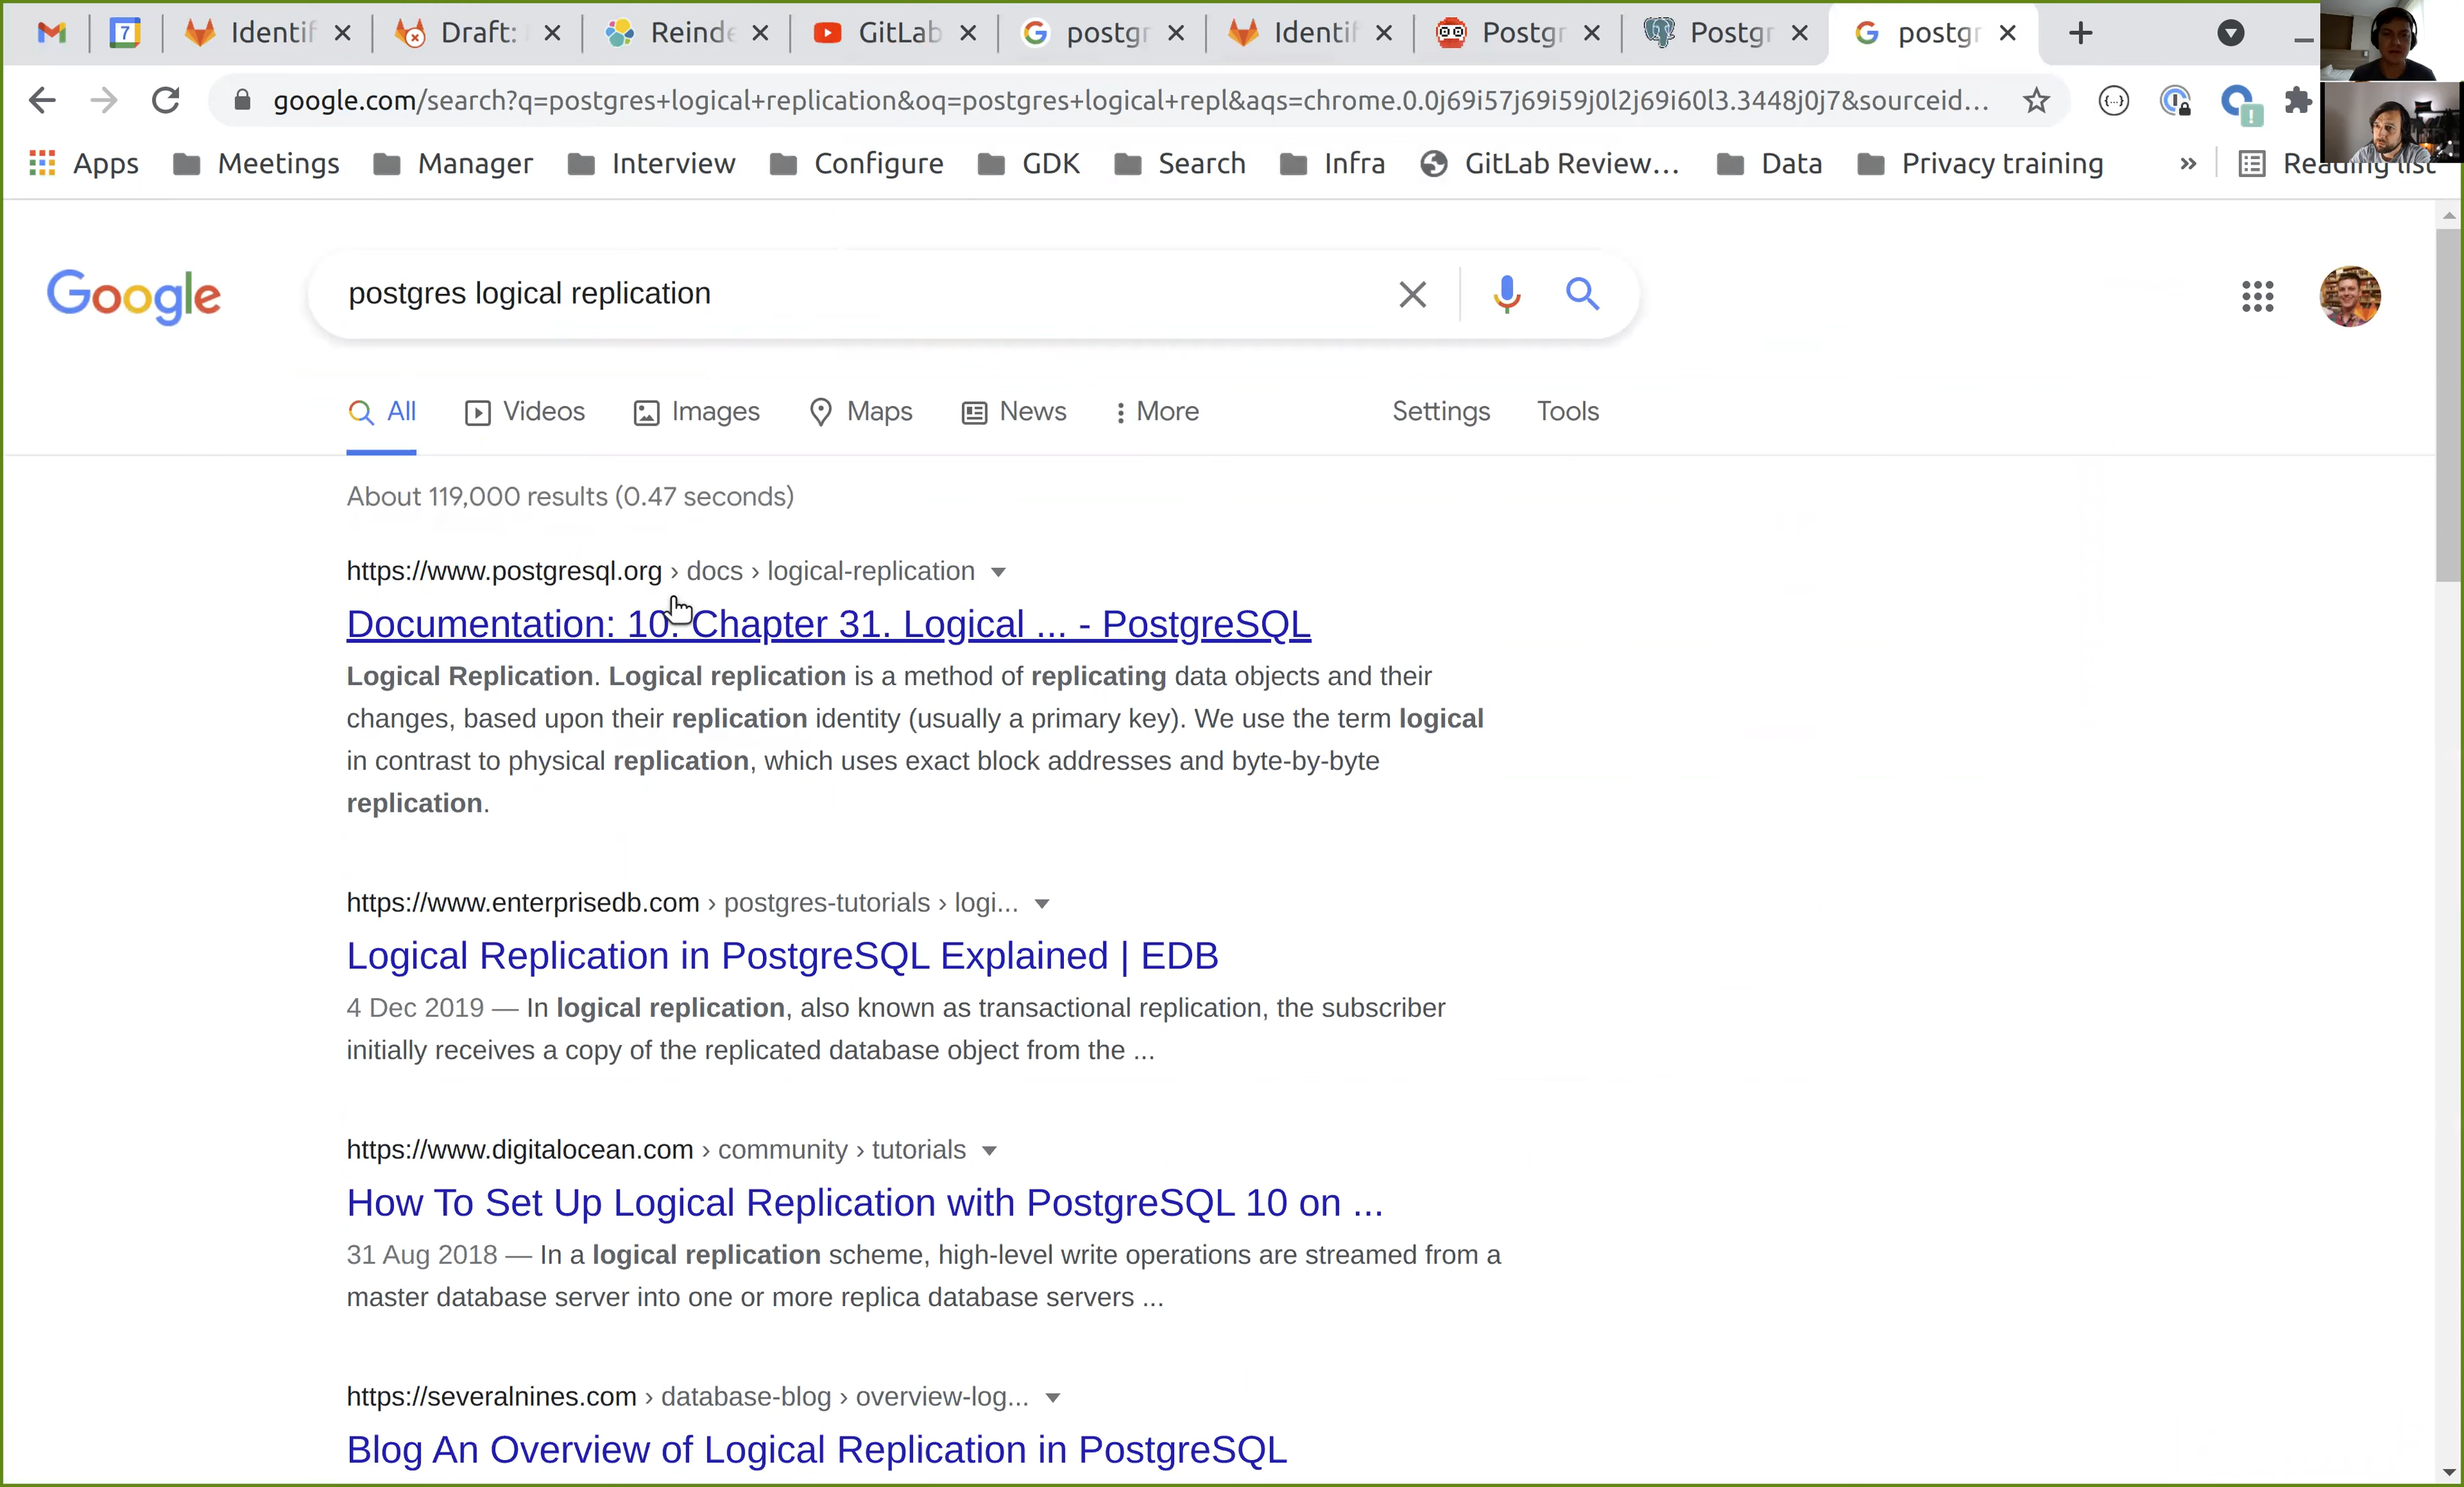 7
Identif
Draft:
Reinde
GitLab
postgr
Identif
Postgr
Postgr
postgr
google.com/search?q=postgres+logical+replication&oq=postgres+logical+repl&aqs=chrome.0.0j69i57j69i59j0l2j69i60l3.3448j0j7&sourceid...
Apps
Meetings
Manager
Interview
Configure
GDK
Search
Infra
GitLab Review...
Data
Privacy training
»
Reading list
Google
postgres logical replication
All
Videos
Images
Maps
News
More
Settings
Tools
About 119,000 results (0.47 seconds)
https://www.postgresql.org › docs › logical-replication
Documentation: 10: Chapter 31. Logical ... - PostgreSQL
Logical Replication. Logical replication is a method of replicating data objects and their
changes, based upon their replication identity (usually a primary key). We use the term logical
in contrast to physical replication, which uses exact block addresses and byte-by-byte
replication.
https://www.enterprisedb.com › postgres-tutorials › logi...
Logical Replication in PostgreSQL Explained | EDB
4 Dec 2019 — In logical replication, also known as transactional replication, the subscriber
initially receives a copy of the replicated database object from the ...
https://www.digitalocean.com › community › tutorials
How To Set Up Logical Replication with PostgreSQL 10 on ...
31 Aug 2018 — In a logical replication scheme, high-level write operations are streamed from a
master database server into one or more replica database servers ...
https://severalnines.com › database-blog › overview-log...
Blog An Overview of Logical Replication in PostgreSQL